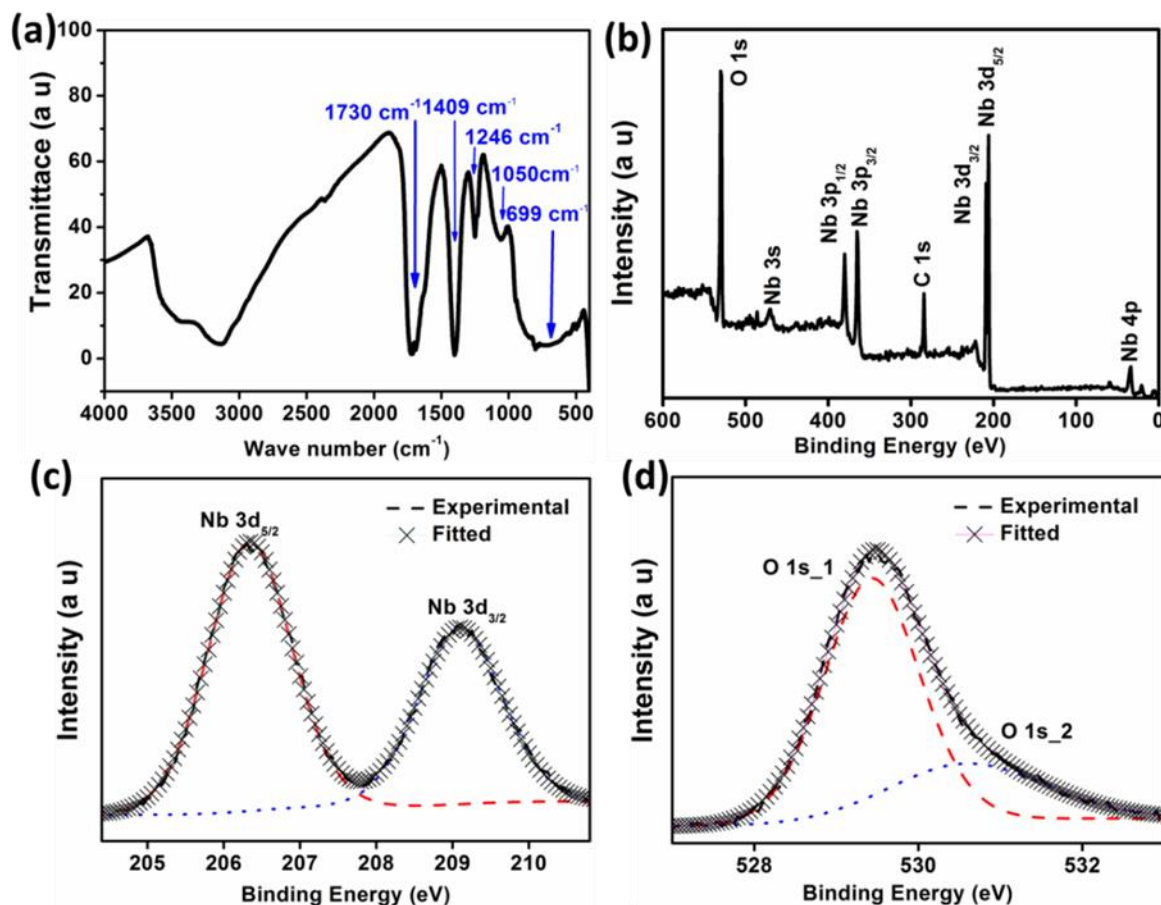 (a)
100
80
60
40
20
0
Transmittace (a u)
1730 cm⁻¹
1409 cm⁻¹
1246 cm⁻¹
1050cm⁻¹
699 cm⁻¹
4000 3500 3000 2500 2000 1500 1000 500
Wave number (cm⁻¹)
(b)
Intensity (a u)
O 1s
Nb 3s
Nb 3p1/2
Nb 3p3/2
C 1s
Nb 3d3/2
Nb 3d5/2
Nb 4p
600 500 400 300 200 100 0
Binding Energy (eV)
(c)
Intensity (a u)
Nb 3d5/2
Nb 3d3/2
Experimental
Fitted
205 206 207 208 209 210
Binding Energy (eV)
(d)
Intensity (a u)
O 1s_1
O 1s_2
Experimental
Fitted
528 530 532
Binding Energy (eV)